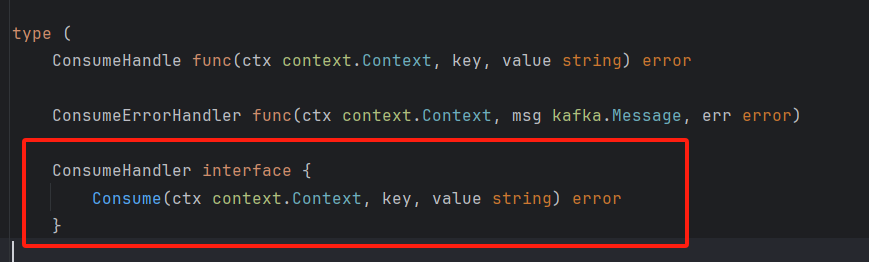 type (
ConsumeHandle func(ctx context.Context, key, value string) error
ConsumeErrorHandler func(ctx context.Context, msg kafka.Message, err error)
ConsumeHandler interface {
Consume(ctx context.Context, key, value string) error
}